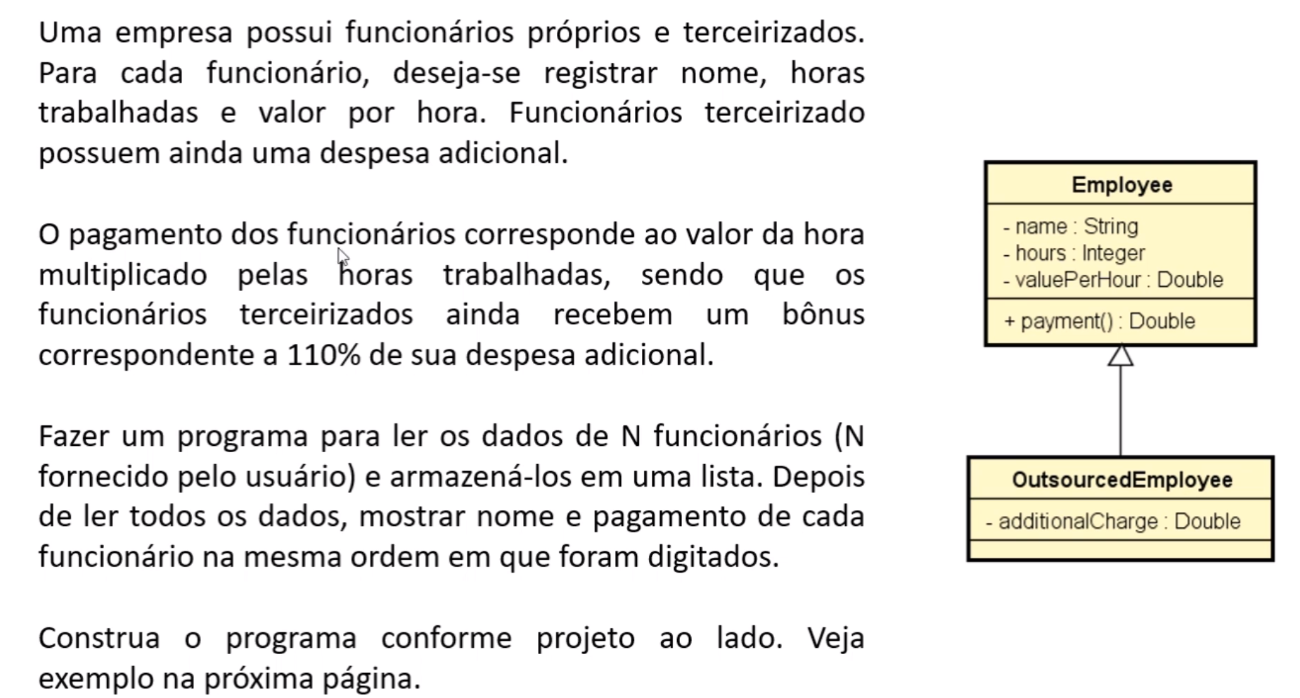 Uma empresa possui funcionários próprios e terceirizados.
Para cada funcionário, deseja-se registrar nome, horas
trabalhadas e valor por hora. Funcionários terceirizado
possuem ainda uma despesa adicional.
O pagamento dos funcionários corresponde ao valor da hora
multiplicado pelas horas trabalhadas, sendo que os
funcionários terceirizados ainda recebem um bônus
correspondente a 110% de sua despesa adicional.
Fazer um programa para ler os dados de N funcionários (N
fornecido pelo usuário) e armazená-los em uma lista. Depois
de ler todos os dados, mostrar nome e pagamento de cada
funcionário na mesma ordem em que foram digitados.
Construa o programa conforme projeto ao lado. Veja
exemplo na próxima página.
Employee
- name : String
- hours : Integer
- valuePerHour : Double
+ payment() : Double
OutsourcedEmployee
- additionalCharge : Double